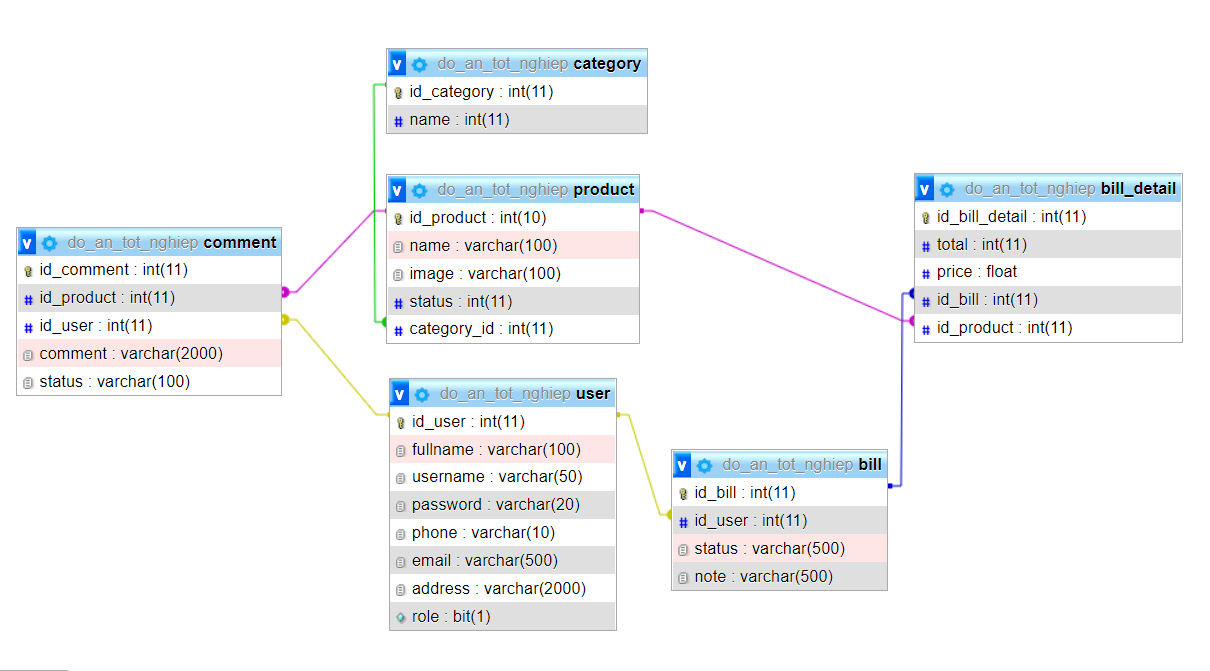 v do_an_tot_nghiep category
id_category : int(11)
# name : int(11)
v do_an_tot_nghiep product
id_product : int(10)
name : varchar(100)
image : varchar(100)
# status : int(11)
# category_id : int(11)
v do_an_tot_nghiep bill_detail
id_bill_detail : int(11)
# total : int(11)
# price : float
# id_bill : int(11)
# id_product : int(11)
v do_an_tot_nghiep comment
id_comment : int(11)
# id_product : int(11)
# id_user : int(11)
comment : varchar(2000)
status : varchar(100)
v do_an_tot_nghiep user
id_user : int(11)
fullname : varchar(100)
username : varchar(50)
password : varchar(20)
phone : varchar(10)
email : varchar(500)
address : varchar(2000)
role : bit(1)
v do_an_tot_nghiep bill
id_bill : int(11)
# id_user : int(11)
status : varchar(500)
note : varchar(500)